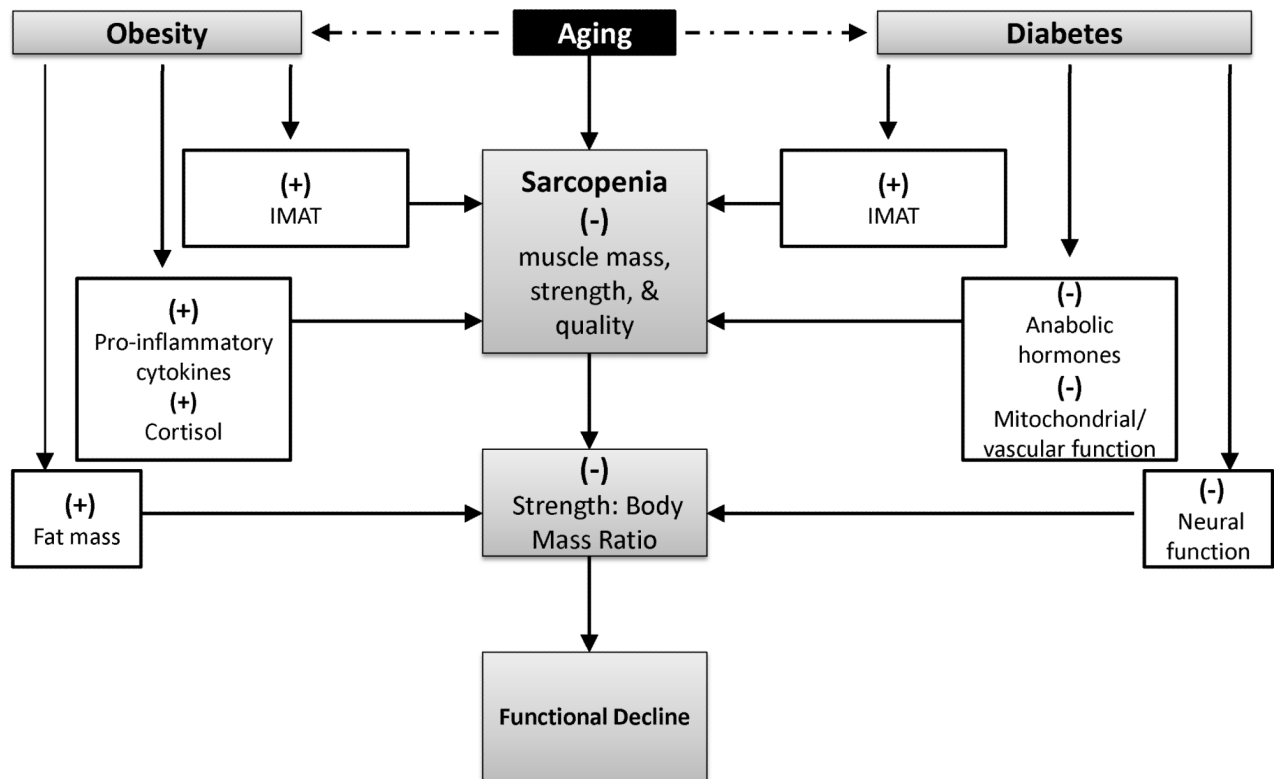 Obesity
Aging
Diabetes
(+)
IMAT
Sarcopenia
(-)
muscle mass,
strength, &
quality
(+)
IMAT
(+)
Pro-inflammatory
cytokines
(+)
Cortisol
(-)
Anabolic
hormones
(-)
Mitochondrial/
vascular function
(+)
Fat mass
(-)
Strength: Body
Mass Ratio
(-)
Neural
function
Functional Decline